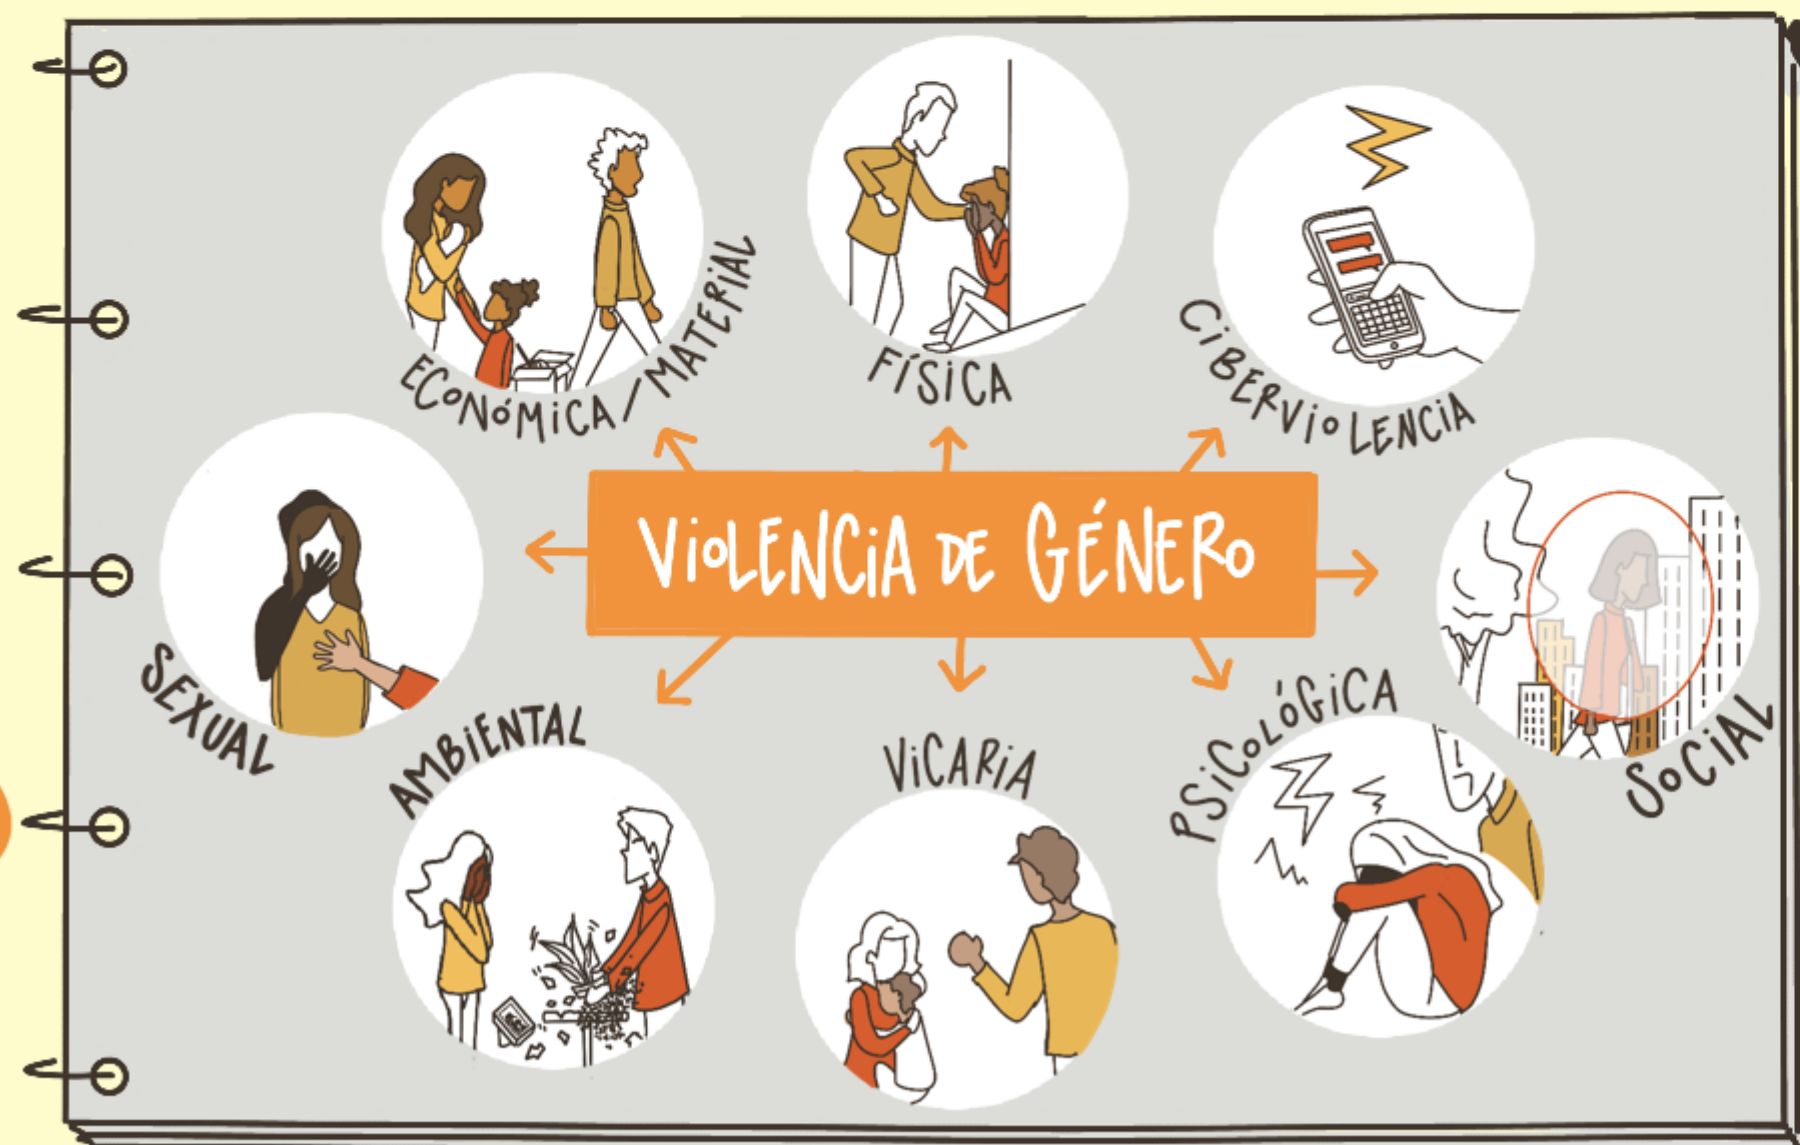 ECONÓMICA/MATERIAL
FÍSICA
CIBERVIOLENCIA
VIOLENCIA DE GÉNERO
SEXUAL
SOCIAL
AMBIENTAL
VICARIA
PSICOLÓGICA